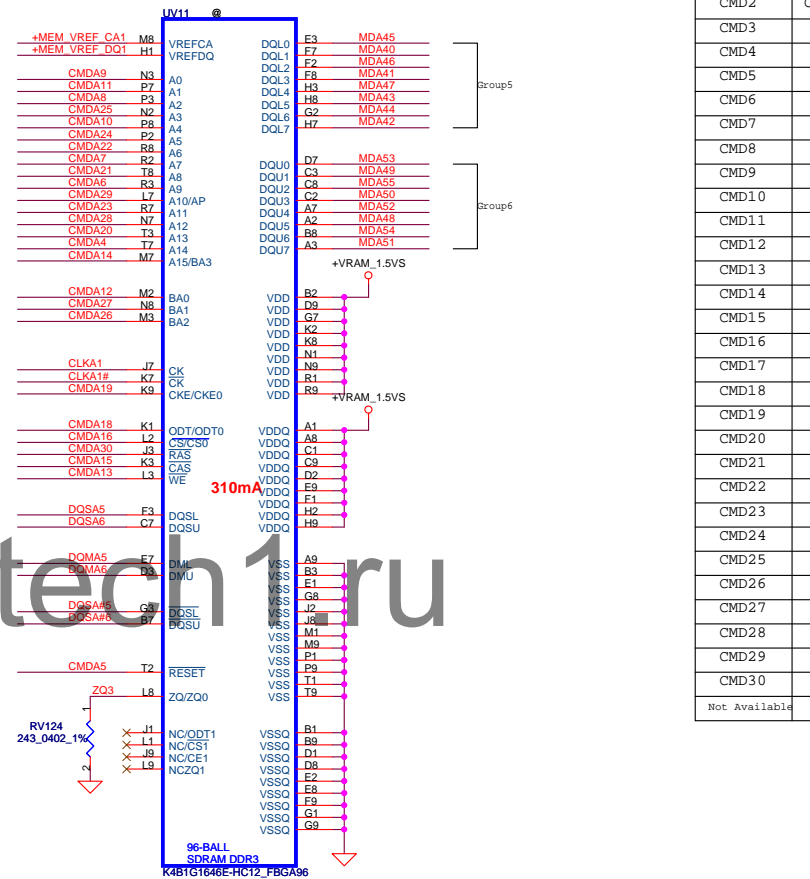 UV11 @
+MEM_VREF_CA1 M8 VREFCA E3 DQL0 MDA45
+MEM_VREF_DQ1 H1 VREFDQ F7 DQL1 MDA40
F2 DQL2 MDA46
CMDA9 N3 A0 F8 DQL3 MDA41
CMDA11 P7 A1 H3 DQL4 MDA47
CMDA8 P3 A2 H8 DQL5 MDA43
CMDA25 N2 A3 G2 DQL6 MDA44
CMDA10 P8 A4 H7 DQL7 MDA42
Group5
CMDA24 P2 A5
CMDA22 R8 A6
CMDA7 R2 A7 D7 DQU0 MDA53
CMDA21 T8 A8 C3 DQU1 MDA49
CMDA6 R3 A9 C8 DQU2 MDA55
CMDA29 L7 A10/AP C2 DQU3 MDA50
CMDA23 R7 A11 A7 DQU4 MDA52
CMDA28 N7 A12 A2 DQU5 MDA48
CMDA20 T3 A13 B8 DQU6 MDA54
CMDA4 T7 A14 A3 DQU7 MDA51
Group6
CMDA14 M7 A15/BA3
+VRAM_1.5VS
CMDA12 M2 BA0 VDD B2
CMDA27 N8 BA1 VDD D9
CMDA26 M3 BA2 VDD G7
VDD K2
VDD K8
VDD N1
CLKA1 J7 CK VDD N9
CLKA1# K7 CK VDD R1
CMDA19 K9 CKE/CKE0 VDD R9
+VRAM_1.5VS
CMDA18 K1 ODT/ODT0 VDDQ A1
CMDA16 L2 CS/CS0 VDDQ A8
CMDA30 J3 RAS VDDQ C1
CMDA15 K3 CAS VDDQ C9
CMDA13 L3 WE VDDQ D2
310mA VDDQ E9
VDDQ F1
DQSA5 F3 DQSL VDDQ H2
DQSA6 C7 DQSU VDDQ H9
DQMA5 E7 DML VSS A9
DQMA6 D3 DMU VSS B3
VSS E1
VSS G8
DQSA#5 G3 DQSL VSS J2
DQSA#6 B7 DQSU VSS J8
VSS M1
VSS M9
VSS P1
CMDA5 T2 RESET VSS P9
VSS T1
ZQ3 L8 ZQ/ZQ0 VSS T9
1
RV124
243_0402_1%
2
J1 NC/ODT1 VSSQ B1
L1 NC/CS1 VSSQ B9
J9 NC/CE1 VSSQ D1
L9 NCZQ1 VSSQ D8
VSSQ E2
VSSQ E8
VSSQ F9
VSSQ G1
VSSQ G9
96-BALL
SDRAM DDR3
K4B1G1646E-HC12_FBGA96
tech1.ru
CMD2
CMD3
CMD4
CMD5
CMD6
CMD7
CMD8
CMD9
CMD10
CMD11
CMD12
CMD13
CMD14
CMD15
CMD16
CMD17
CMD18
CMD19
CMD20
CMD21
CMD22
CMD23
CMD24
CMD25
CMD26
CMD27
CMD28
CMD29
CMD30
Not Available